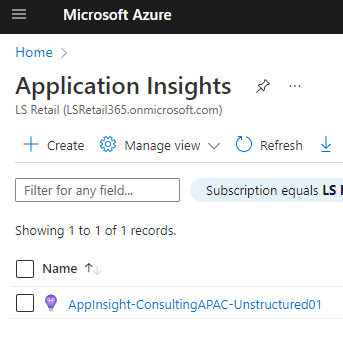 Microsoft Azure
Home >
Application Insights
LS Retail (LSRetail365.onmicrosoft.com)
+ Create Manage view Refresh
Filter for any field...
Subscription equals LS
Showing 1 to 1 of 1 records.
Name ↑↓
AppInsight-ConsultingAPAC-Unstructured01